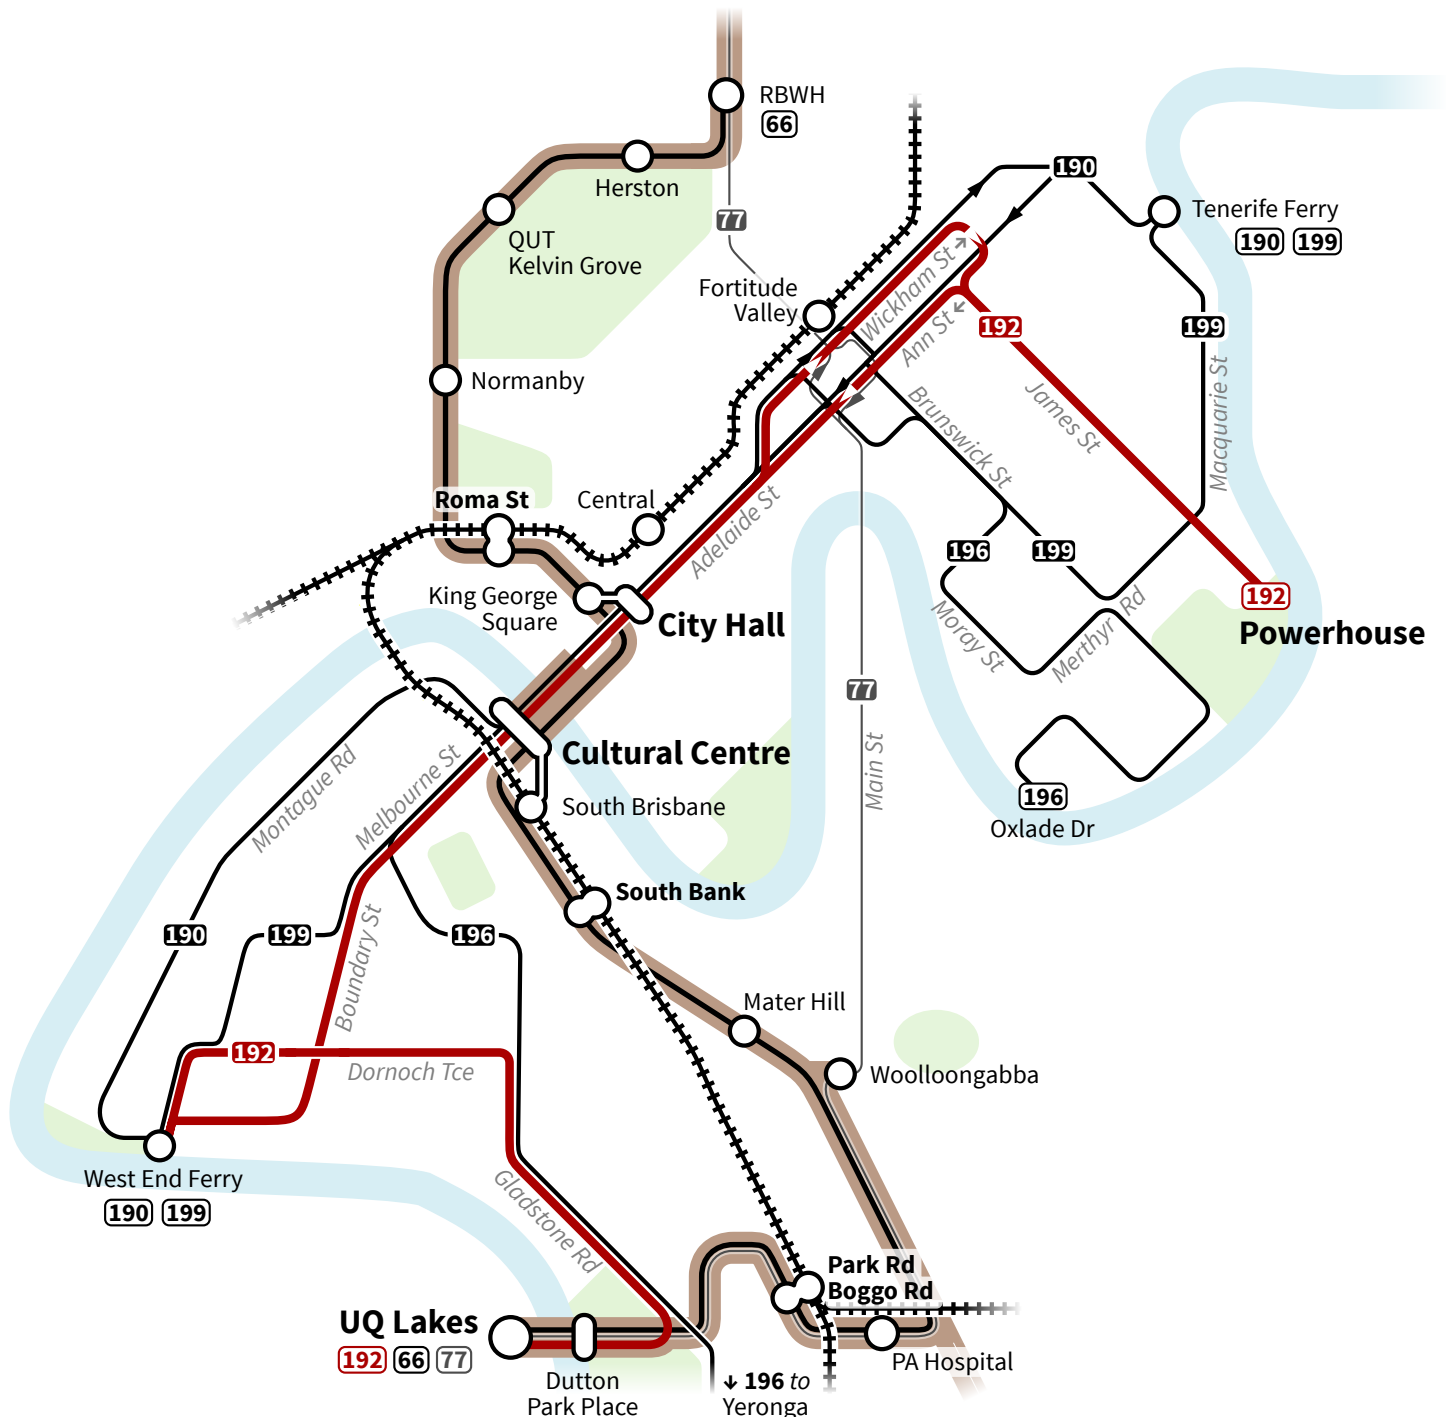 RBWH
66
Herston
QUT
Kelvin Grove
77
190
Tenerife Ferry
190 199
Fortitude
Valley
Wickham St
Ann St
192
199
Normanby
Brunswick St
James St
Macquarie St
Roma St
Central
Adelaide St
196
199
King George
Square
City Hall
Moray St
Merthyr Rd
192
Powerhouse
77
Main St
Cultural Centre
Montague Rd
Melbourne St
South Brisbane
196
Oxlade Dr
South Bank
190
199
196
Boundary St
Mater Hill
192
Dornoch Tce
Woolloongabba
West End Ferry
190 199
Gladstone Rd
Park Rd
Boggo Rd
UQ Lakes
192 66 77
PA Hospital
Dutton
Park Place
↓ 196 to
Yeronga